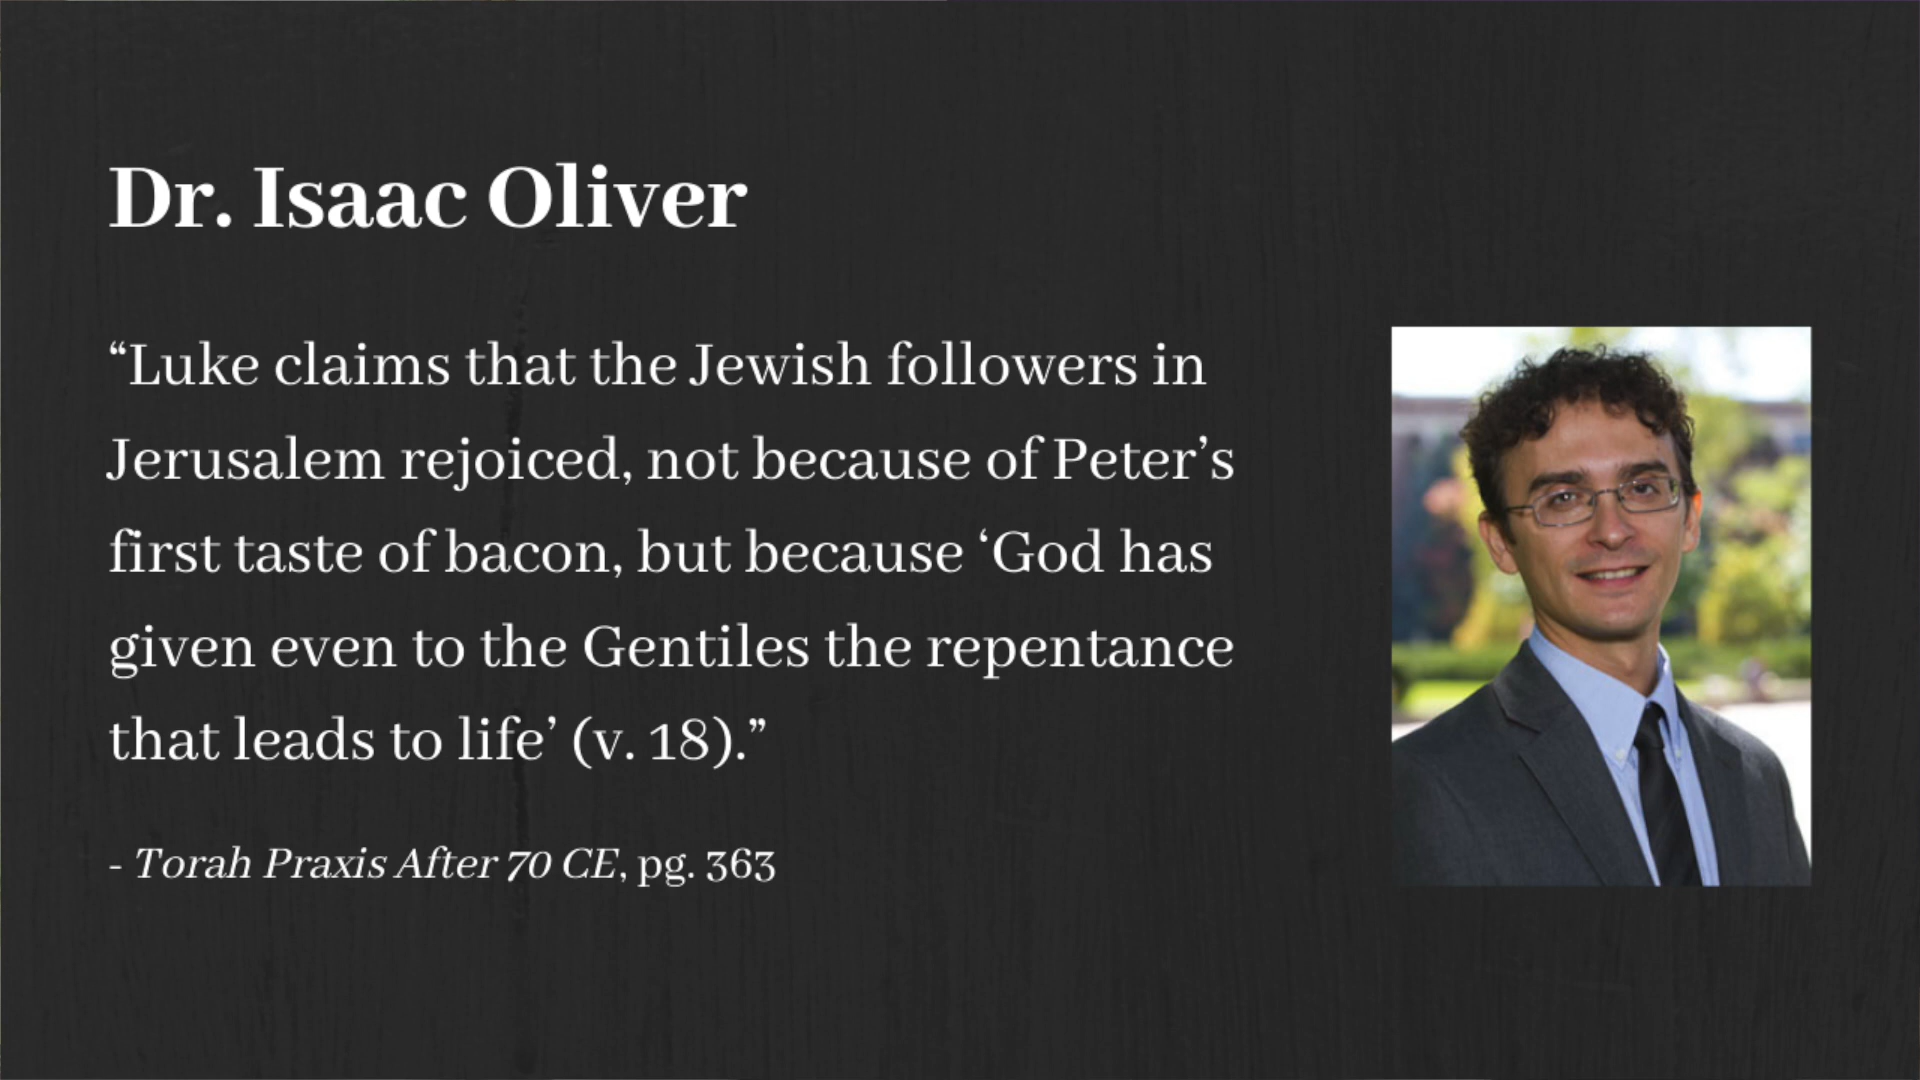 Dr. Isaac Oliver
“Luke claims that the Jewish followers in
Jerusalem rejoiced, not because of Peter’s
first taste of bacon, but because ‘God has
given even to the Gentiles the repentance
that leads to life’ (v. 18).”
- Torah Praxis After 70 CE, pg. 363